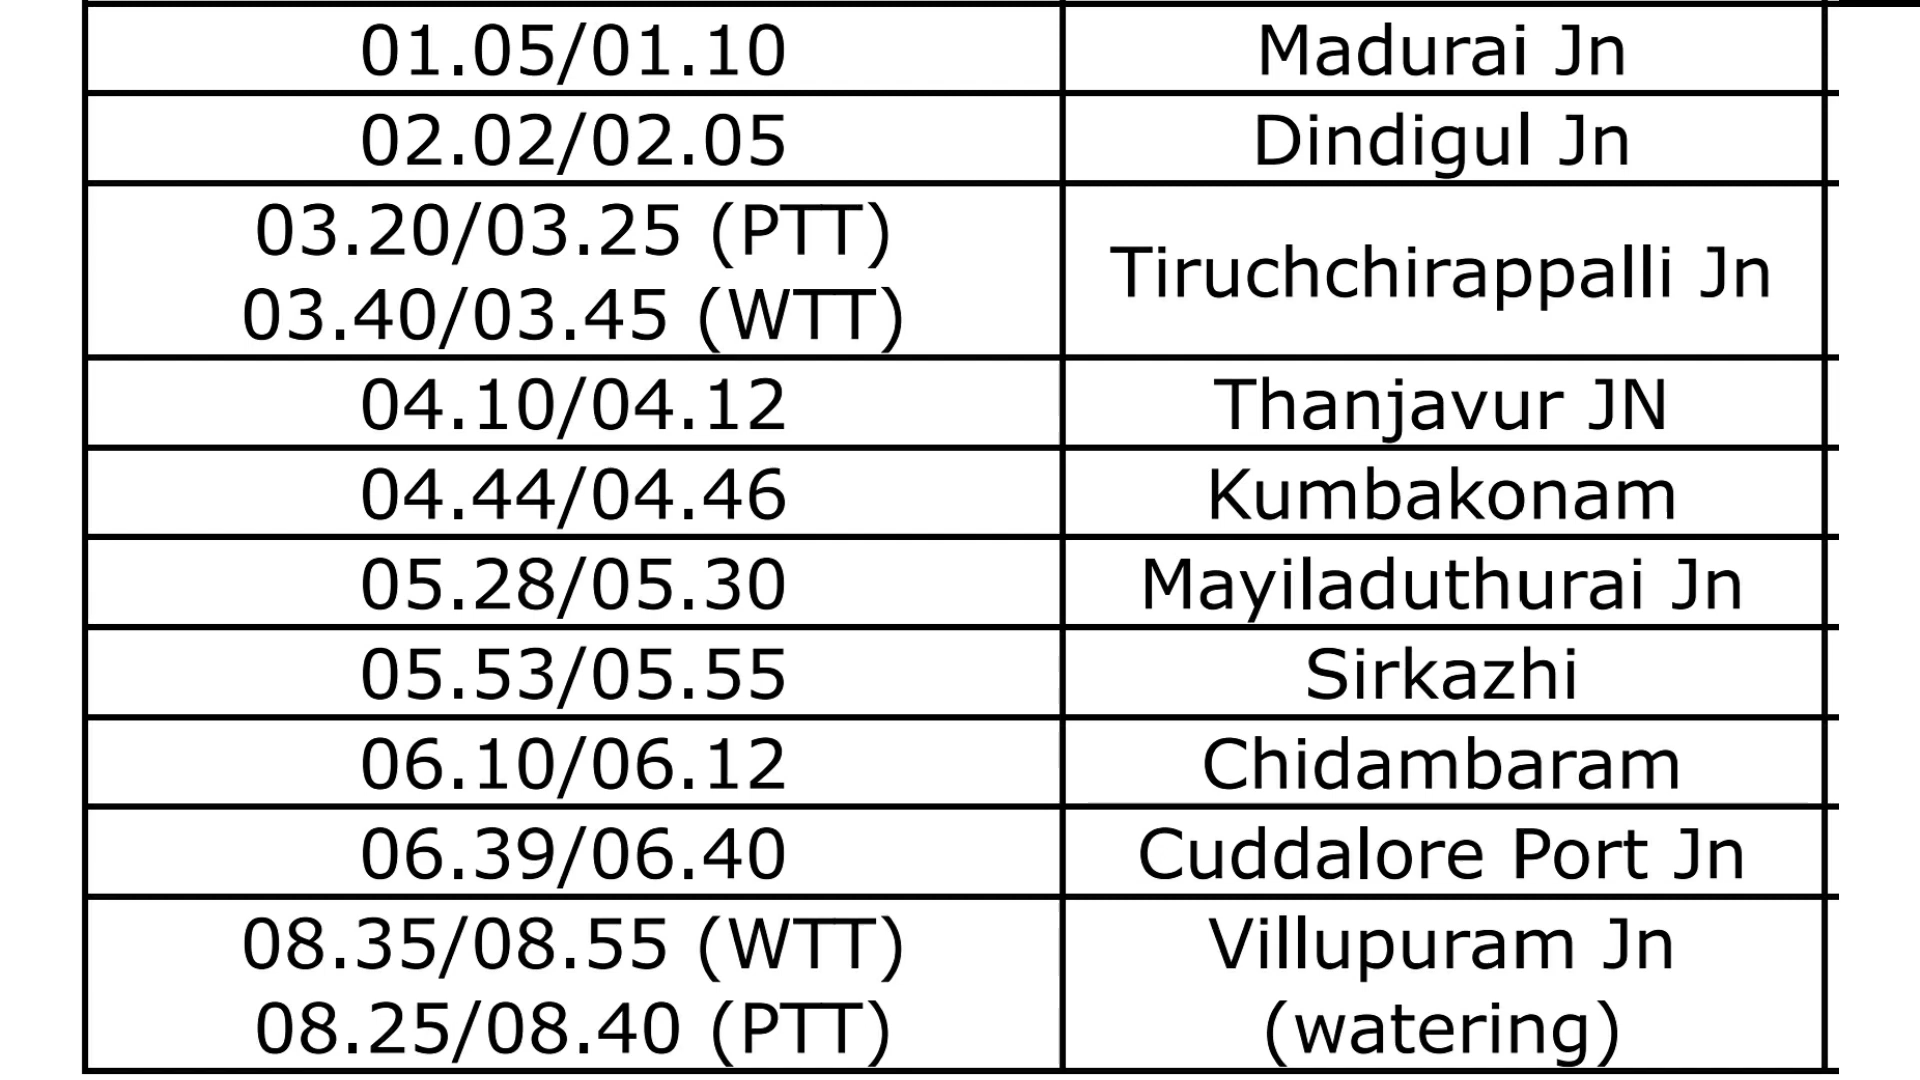 01.05/01.10 Madurai Jn
02.02/02.05 Dindigul Jn
03.20/03.25 (PTT)
03.40/03.45 (WTT)
Tiruchchirappalli Jn
04.10/04.12 Thanjavur JN
04.44/04.46 Kumbakonam
05.28/05.30 Mayiladuthurai Jn
05.53/05.55 Sirkazhi
06.10/06.12 Chidambaram
06.39/06.40 Cuddalore Port Jn
08.35/08.55 (WTT) Villupuram Jn
08.25/08.40 (PTT) (watering)